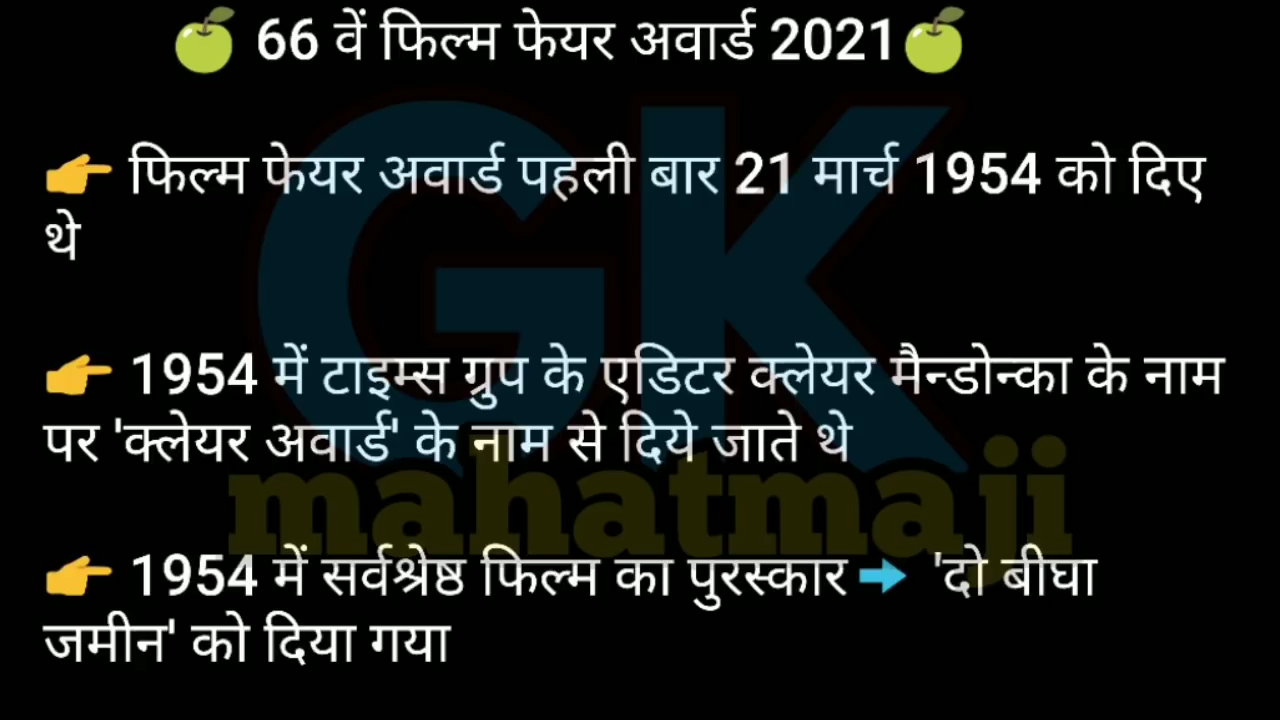 🍏 66 वें फिल्म फेयर अवार्ड 2021🍏
👉 फिल्म फेयर अवार्ड पहली बार 21 मार्च 1954 को दिए
थे
👉 1954 में टाइम्स ग्रुप के एडिटर क्लेयर मैन्डोन्का के नाम
पर 'क्लेयर अवार्ड' के नाम से दिये जाते थे
👉 1954 में सर्वश्रेष्ठ फिल्म का पुरस्कार ➡ 'दो बीघा
जमीन' को दिया गया
GK
mahatmaji